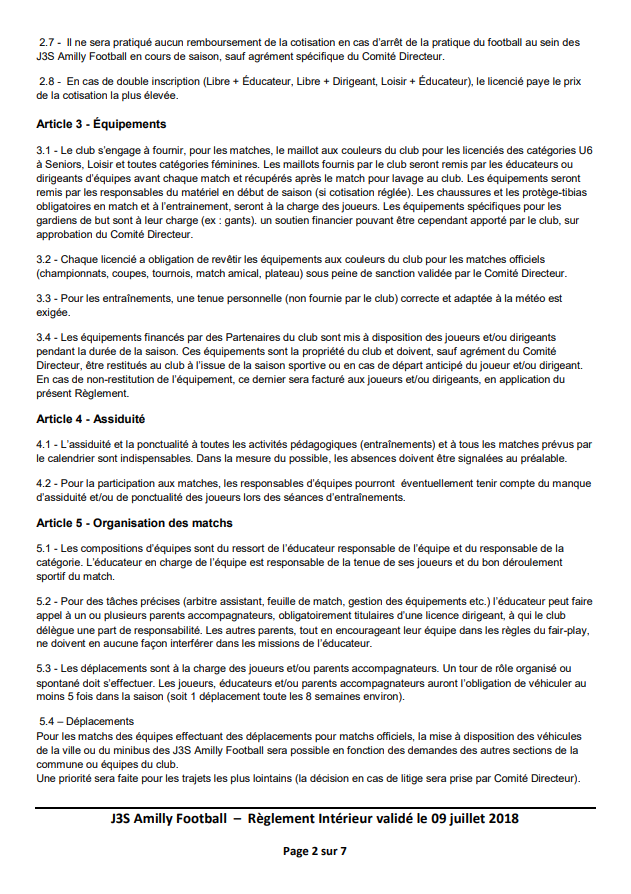 2.7 - Il ne sera pratiqué aucun remboursement de la cotisation en cas d'arrêt de la pratique du football au sein des
J3S Amilly Football en cours de saison, sauf agrément spécifique du Comité Directeur.
2.8 - En cas de double inscription (Libre + Éducateur, Libre + Dirigeant, Loisir + Éducateur), le licencié paye le prix
de la cotisation la plus élevée.
Article 3 - Équipements
3.1 - Le club s'engage à fournir, pour les matches, le maillot aux couleurs du club pour les licenciés des catégories U6
à Seniors, Loisir et toutes catégories féminines. Les maillots fournis par le club seront remis par les éducateurs ou
dirigeants d'équipes avant chaque match et récupérés après le match pour lavage au club. Les équipements seront
remis par les responsables du matériel en début de saison (si cotisation réglée). Les chaussures et les protège-tibias
obligatoires en match et à l'entrainement, seront à la charge des joueurs. Les équipements spécifiques pour les
gardiens de but sont à leur charge (ex : gants). un soutien financier pouvant être cependant apporté par le club, sur
approbation du Comité Directeur.
3.2 - Chaque licencié a obligation de revêtir les équipements aux couleurs du club pour les matches officiels
(championnats, coupes, tournois, match amical, plateau) sous peine de sanction validée par le Comité Directeur.
3.3 - Pour les entraînements, une tenue personnelle (non fournie par le club) correcte et adaptée à la météo est
exigée.
3.4 - Les équipements financés par des Partenaires du club sont mis à disposition des joueurs et/ou dirigeants
pendant la durée de la saison. Ces équipements sont la propriété du club et doivent, sauf agrément du Comité
Directeur, être restitués au club à l'issue de la saison sportive ou en cas de départ anticipé du joueur et/ou dirigeant.
En cas de non-restitution de l'équipement, ce dernier sera facturé aux joueurs et/ou dirigeants, en application du
présent Règlement.
Article 4 - Assiduité
4.1 - L'assiduité et la ponctualité à toutes les activités pédagogiques (entraînements) et à tous les matches prévus par
le calendrier sont indispensables. Dans la mesure du possible, les absences doivent être signalées au préalable.
4.2 - Pour la participation aux matches, les responsables d'équipes pourront éventuellement tenir compte du manque
d'assiduité et/ou de ponctualité des joueurs lors des séances d'entraînements.
Article 5 - Organisation des matchs
5.1 - Les compositions d'équipes sont du ressort de l'éducateur responsable de l'équipe et du responsable de la
catégorie. L'éducateur en charge de l'équipe est responsable de la tenue de ses joueurs et du bon déroulement
sportif du match.
5.2 - Pour des tâches précises (arbitre assistant, feuille de match, gestion des équipements etc.) l'éducateur peut faire
appel à un ou plusieurs parents accompagnateurs, obligatoirement titulaires d'une licence dirigeant, à qui le club
délègue une part de responsabilité. Les autres parents, tout en encourageant leur équipe dans les règles du fair-play,
ne doivent en aucune façon interférer dans les missions de l'éducateur.
5.3 - Les déplacements sont à la charge des joueurs et/ou parents accompagnateurs. Un tour de rôle organisé ou
spontané doit s'effectuer. Les joueurs, éducateurs et/ou parents accompagnateurs auront l'obligation de véhiculer au
moins 5 fois dans la saison (soit 1 déplacement toute les 8 semaines environ).
5.4 – Déplacements
Pour les matchs des équipes effectuant des déplacements pour matchs officiels, la mise à disposition des véhicules
de la ville ou du minibus des J3S Amilly Football sera possible en fonction des demandes des autres sections de la
commune ou équipes du club.
Une priorité sera faite pour les trajets les plus lointains (la décision en cas de litige sera prise par Comité Directeur).
J3S Amilly Football – Règlement Intérieur validé le 09 juillet 2018
Page 2 sur 7